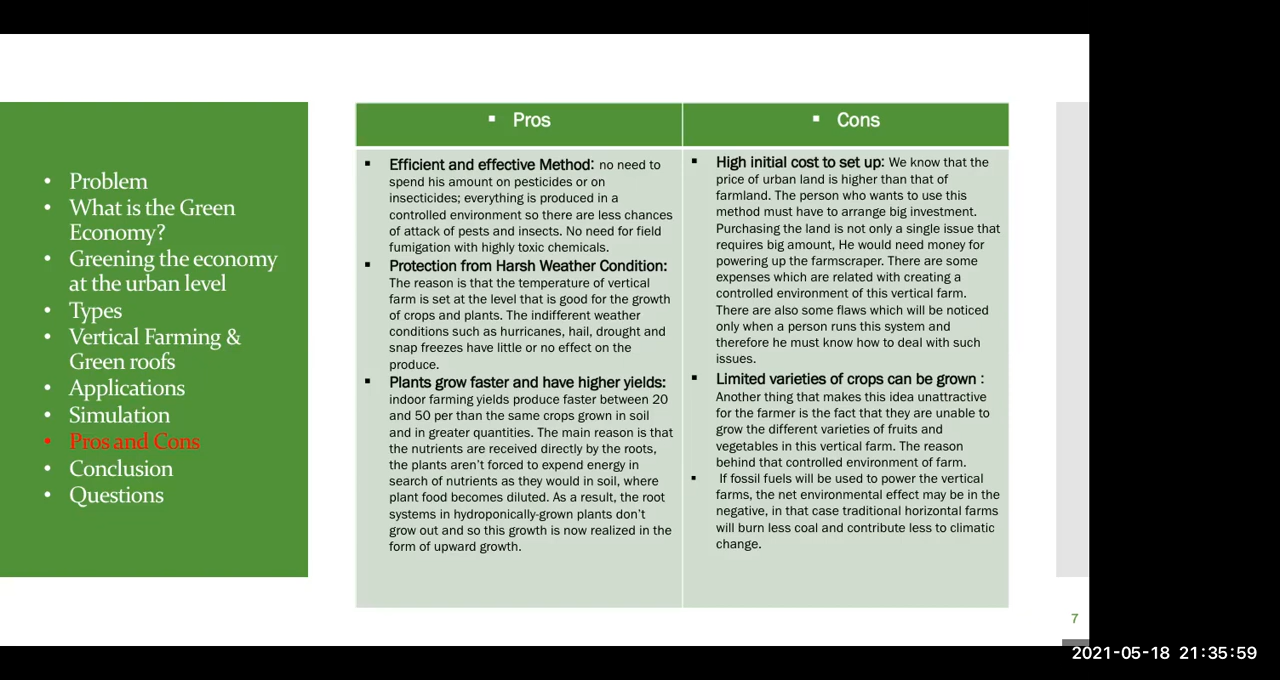 • Problem
• What is the Green
Economy?
• Greening the economy
at the urban level
• Types
• Vertical Farming &
Green roofs
• Applications
• Simulation
• Pros and Cons
• Conclusion
• Questions
▪ Pros
▪ Efficient and effective Method: no need to
spend his amount on pesticides or on
insecticides; everything is produced in a
controlled environment so there are less chances
of attack of pests and insects. No need for field
fumigation with highly toxic chemicals.
▪ Protection from Harsh Weather Condition:
The reason is that the temperature of vertical
farm is set at the level that is good for the growth
of crops and plants. The indifferent weather
conditions such as hurricanes, hail, drought and
snap freezes have little or no effect on the
produce.
▪ Plants grow faster and have higher yields:
indoor farming yields produce faster between 20
and 50 per than the same crops grown in soil
and in greater quantities. The main reason is that
the nutrients are received directly by the roots,
the plants aren't forced to expend energy in
search of nutrients as they would in soil, where
plant food becomes diluted. As a result, the root
systems in hydroponically-grown plants don't
grow out and so this growth is now realized in the
form of upward growth.
▪ Cons
▪ High initial cost to set up: We know that the
price of urban land is higher than that of
farmland. The person who wants to use this
method must have to arrange big investment.
Purchasing the land is not only a single issue that
requires big amount, He would need money for
powering up the farmscraper. There are some
expenses which are related with creating a
controlled environment of this vertical farm.
There are also some flaws which will be noticed
only when a person runs this system and
therefore he must know how to deal with such
issues.
▪ Limited varieties of crops can be grown :
Another thing that makes this idea unattractive
for the farmer is the fact that they are unable to
grow the different varieties of fruits and
vegetables in this vertical farm. The reason
behind that controlled environment of farm.
▪ If fossil fuels will be used to power the vertical
farms, the net environmental effect may be in the
negative, in that case traditional horizontal farms
will burn less coal and contribute less to climatic
change.
7
2021-05-18 21:35:59